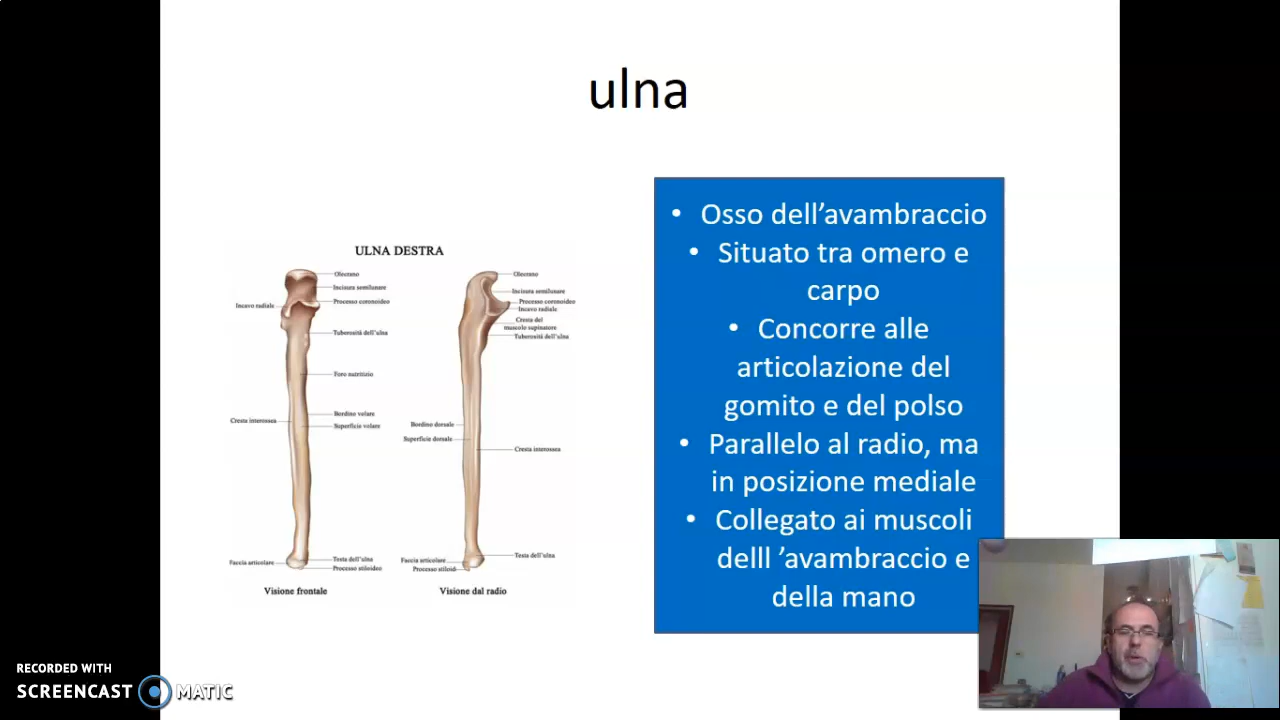 ulna
ULNA DESTRA
Olecrano
Incisura semilunare
Processo coronoideo
Incavo radiale
Tuberosità dell'ulna
Foro nutritizio
Bordino volare
Cresta interossea
Superficie volare
Faccia articolare
Testa dell'ulna
Processo stiloideo
Visione frontale
Olecrano
Incisura semilunare
Processo coronoideo
Incavo radiale
Cresta del
muscolo supinatore
Tuberosità dell'ulna
Bordino dorsale
Superficie dorsale
Cresta interossea
Testa dell'ulna
Faccia articolare
Processo stiloid
Visione dal radio
• Osso dell’avambraccio
• Situato tra omero e
carpo
• Concorre alle
articolazione del
gomito e del polso
• Parallelo al radio, ma
in posizione mediale
• Collegato ai muscoli
delll ’avambraccio e
della mano
RECORDED WITH
SCREENCAST MATIC